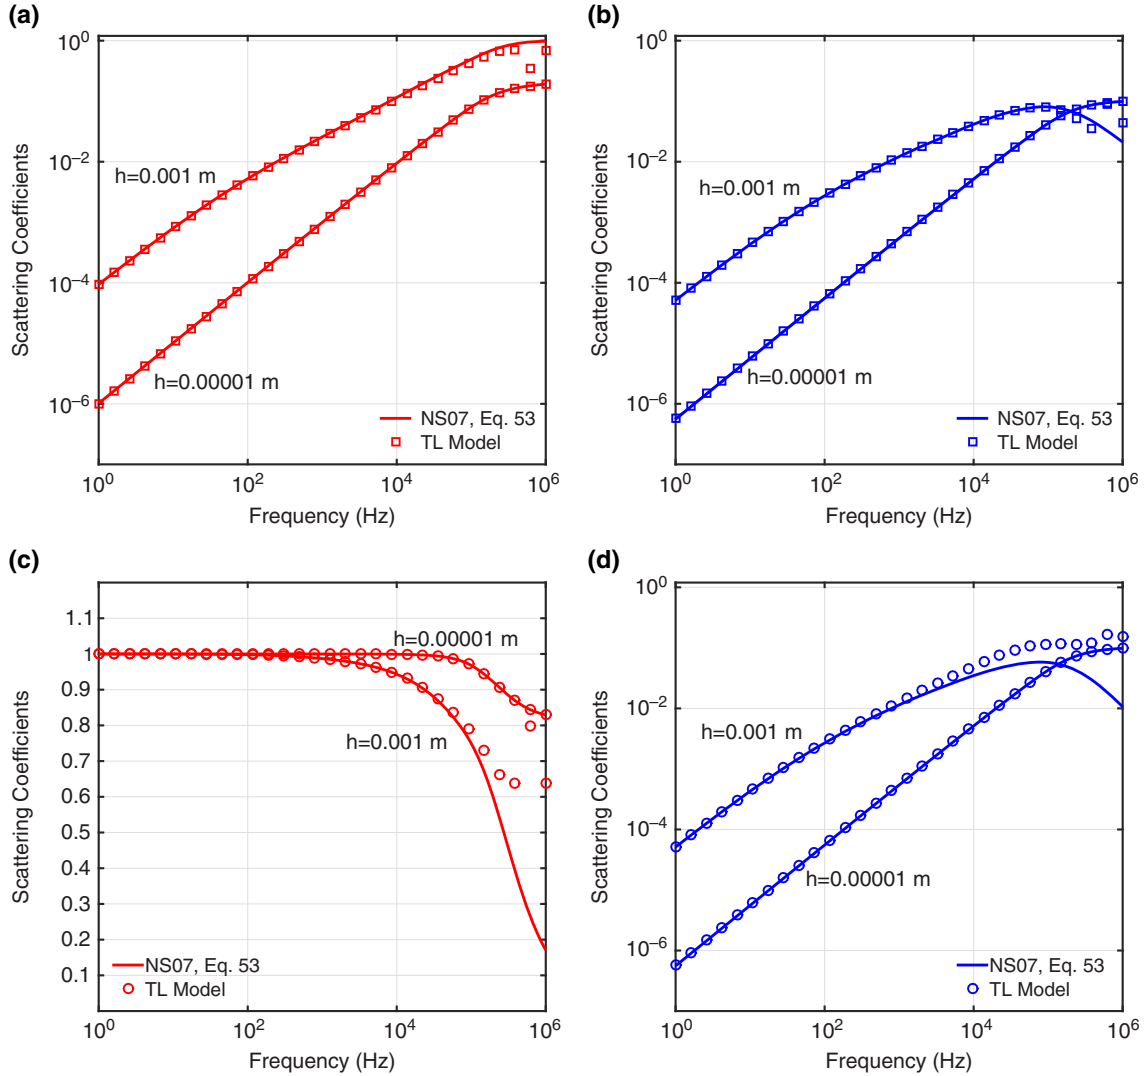 (a)
10^0
10^-2
10^-4
10^-6
Scattering Coefficients
h=0.001 m
h=0.00001 m
NS07, Eq. 53
TL Model
10^0 10^2 10^4 10^6
Frequency (Hz)
(b)
10^0
10^-2
10^-4
10^-6
Scattering Coefficients
h=0.001 m
h=0.00001 m
NS07, Eq. 53
TL Model
10^0 10^2 10^4 10^6
Frequency (Hz)
(c)
1.1
1
0.9
0.8
0.7
0.6
0.5
0.4
0.3
0.2
0.1
Scattering Coefficients
h=0.00001 m
h=0.001 m
NS07, Eq. 53
TL Model
10^0 10^2 10^4 10^6
Frequency (Hz)
(d)
10^0
10^-2
10^-4
10^-6
Scattering Coefficients
h=0.001 m
h=0.00001 m
NS07, Eq. 53
TL Model
10^0 10^2 10^4 10^6
Frequency (Hz)